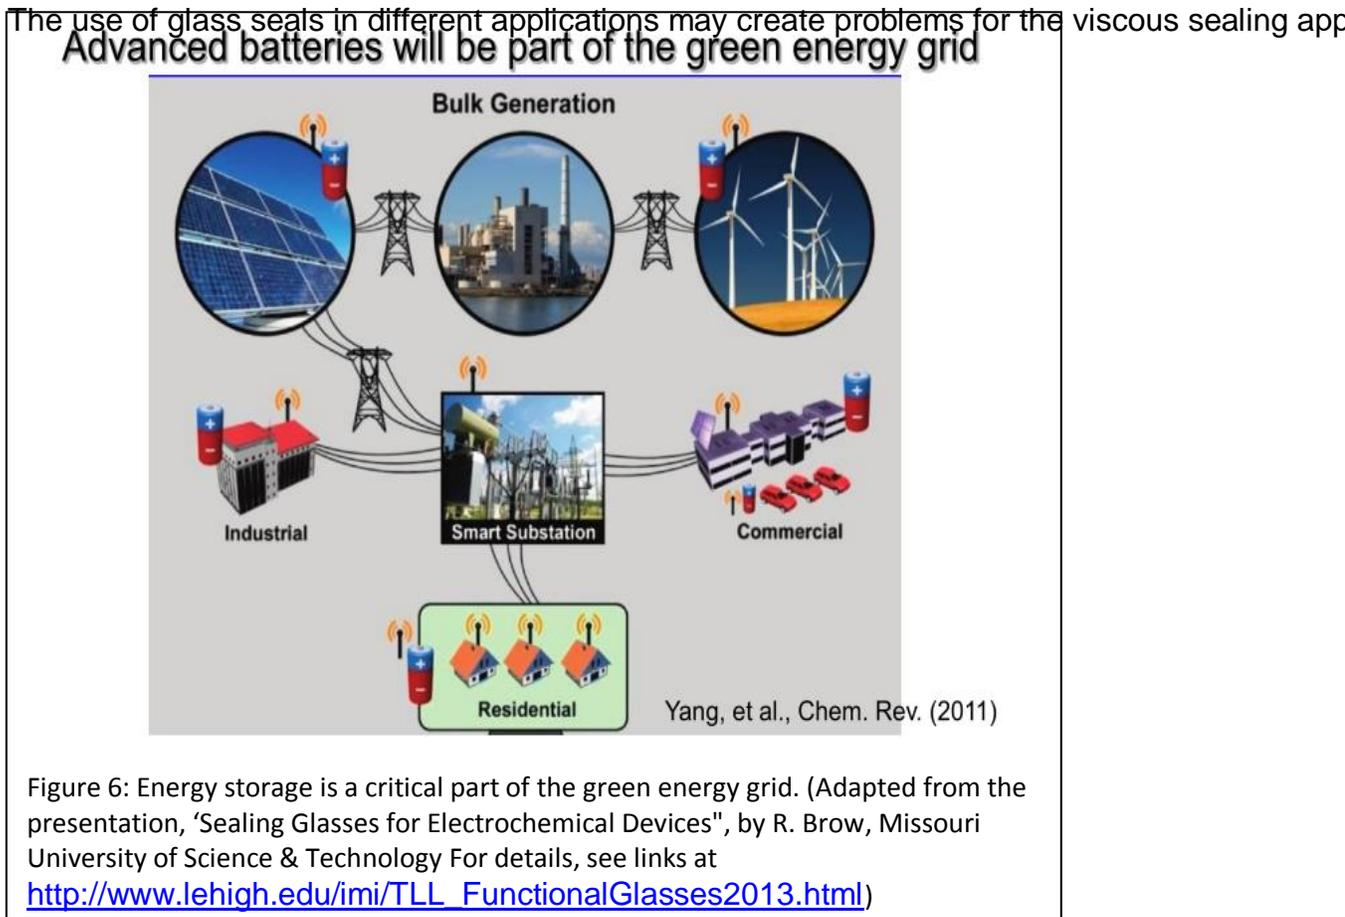 The use of glass seals in different applications may create problems for the viscous sealing app
Advanced batteries will be part of the green energy grid
Bulk Generation
+
-
+
-
+
-
+
-
Industrial
Smart Substation
Commercial
+
-
Residential
Yang, et al., Chem. Rev. (2011)
Figure 6: Energy storage is a critical part of the green energy grid. (Adapted from the
presentation, ‘Sealing Glasses for Electrochemical Devices", by R. Brow, Missouri
University of Science & Technology For details, see links at
http://www.lehigh.edu/imi/TLL_FunctionalGlasses2013.html)